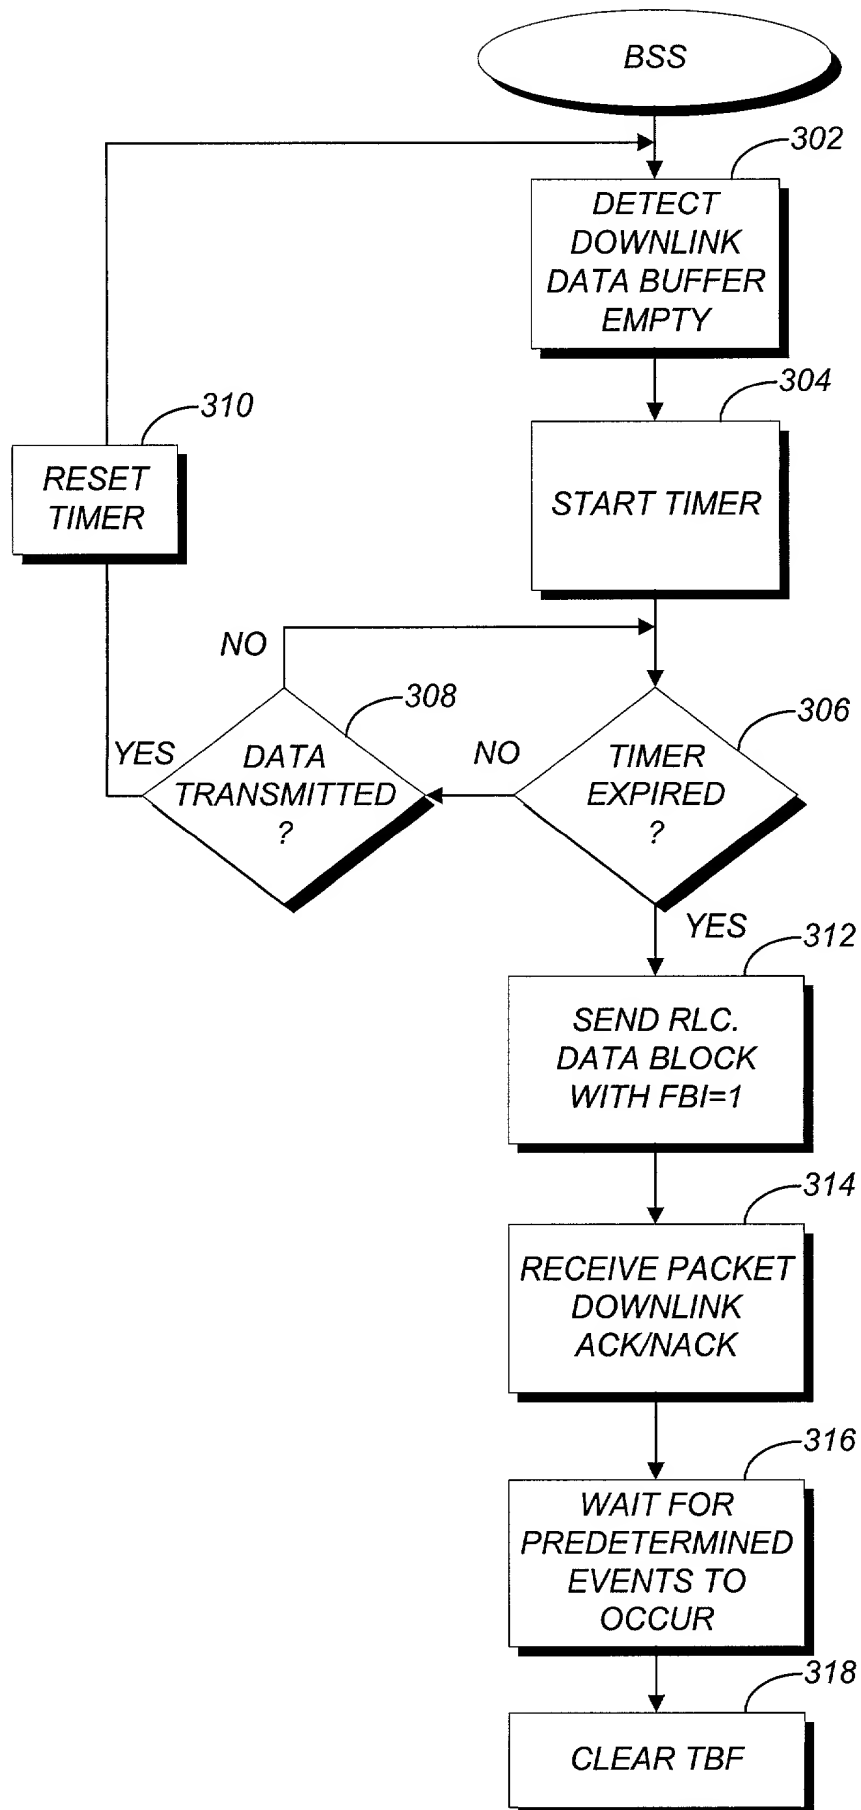 BSS
302
DETECT
DOWNLINK
DATA BUFFER
EMPTY
304
START TIMER
310
RESET
TIMER
NO
308
DATA
TRANSMITTED
?
YES
NO
306
TIMER
EXPIRED
?
YES
312
SEND RLC.
DATA BLOCK
WITH FBI=1
314
RECEIVE PACKET
DOWNLINK
ACK/NACK
316
WAIT FOR
PREDETERMINED
EVENTS TO
OCCUR
318
CLEAR TBF